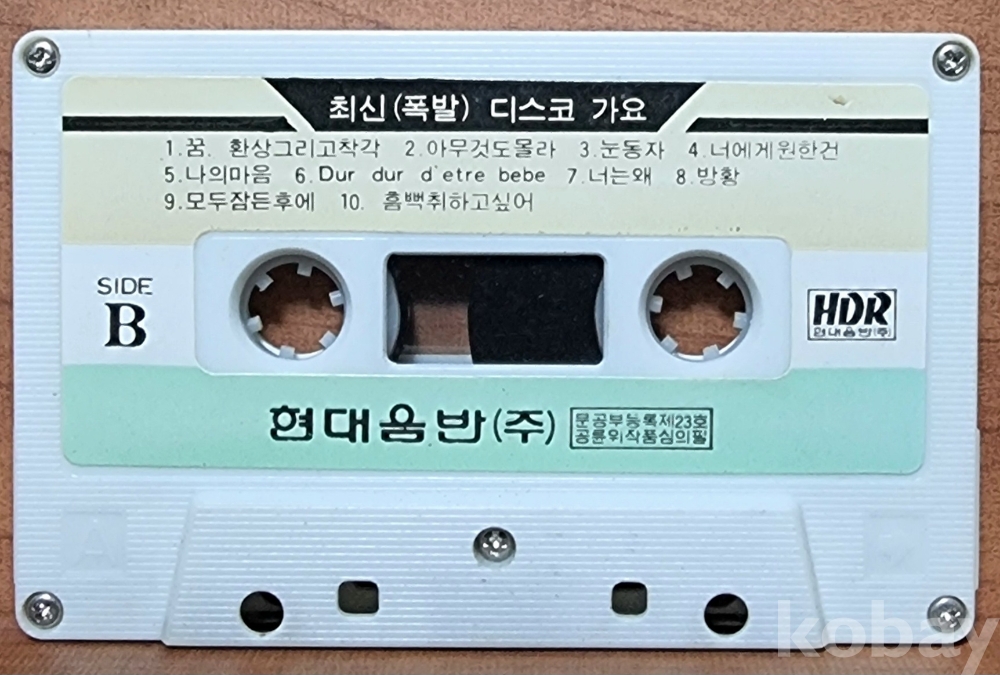 최신(폭발) 디스코 가요
1.꿈. 환상그리고착각 2.아무것도몰라 3.눈동자 4.너에게원한건
5.나의마음 6.Dur dur d'etre bebe 7.너는왜 8.방황
9.모두잠든후에 10. 흠뻑취하고싶어
SIDE
B
HDR
현대음반(주)
현대음반(주)
문공부등록제23호
공륜위작품심의필
A
kobay